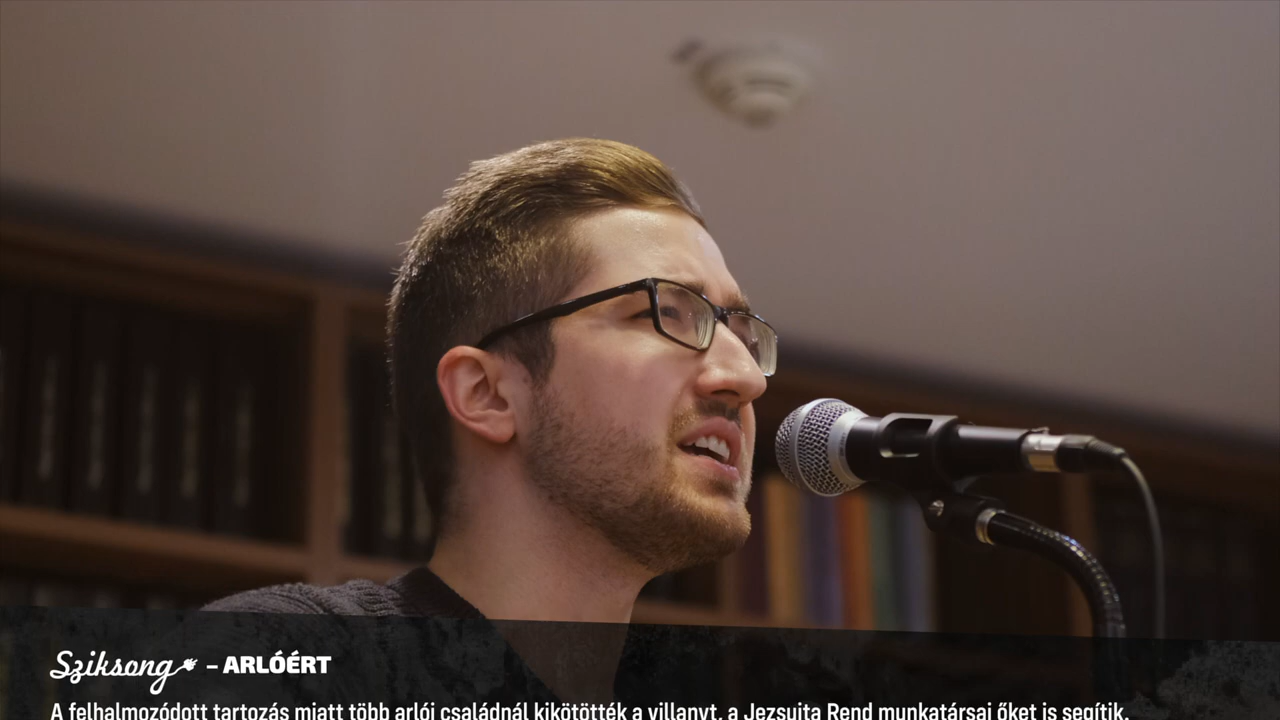 Sziksong – ARLÓÉRT
A felhalmozódott tartozás miatt több arlói családnál kikötötték a villanyt, a Jezsuita Rend munkatársai őket is segítik.